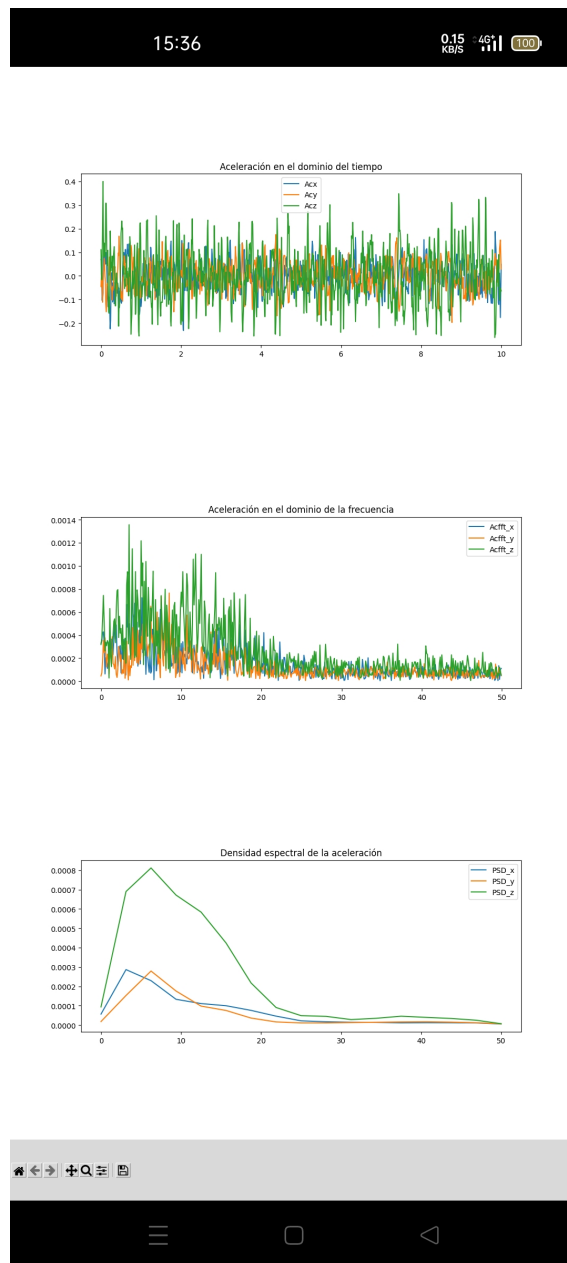 15:36
0.15
KB/S
4G+
100
Aceleración en el dominio del tiempo
Acx
Acy
Acz
0.4
0.3
0.2
0.1
0.0
−0.1
−0.2
0 2 4 6 8 10
Aceleración en el dominio de la frecuencia
Acfft_x
Acfft_y
Acfft_z
0.0014
0.0012
0.0010
0.0008
0.0006
0.0004
0.0002
0.0000
0 10 20 30 40 50
Densidad espectral de la aceleración
PSD_x
PSD_y
PSD_z
0.0008
0.0007
0.0006
0.0005
0.0004
0.0003
0.0002
0.0001
0.0000
0 10 20 30 40 50